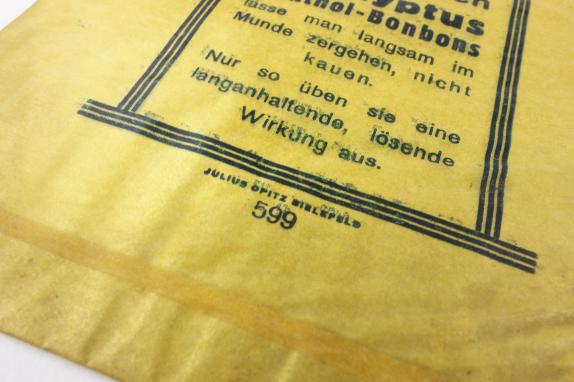 yptus
thol-Bonbons
lasse man langsam im
Munde zergehen, nicht
kauen.
Nur so üben sie eine
langanhaltende, lösende
Wirkung aus.
JULIUS OPITZ BIELEFELD
599